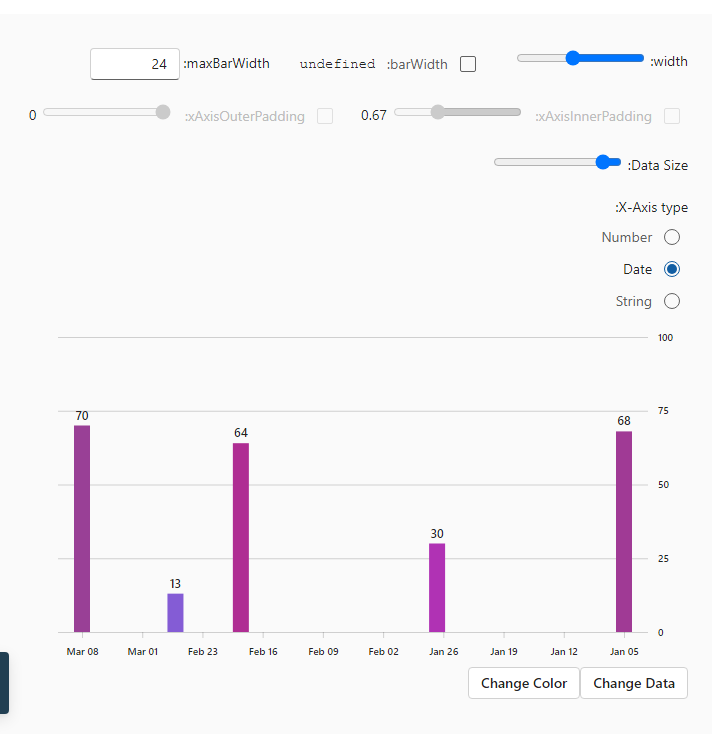 :width
undefined :barWidth
24 :maxBarWidth
:xAxisInnerPadding
0.67
:xAxisOuterPadding
0
:Data Size
:X-Axis type
Number
Date
String
100
75
50
25
0
70
13
64
30
68
Mar 08 Mar 01 Feb 23 Feb 16 Feb 09 Feb 02 Jan 26 Jan 19 Jan 12 Jan 05
Change Color Change Data